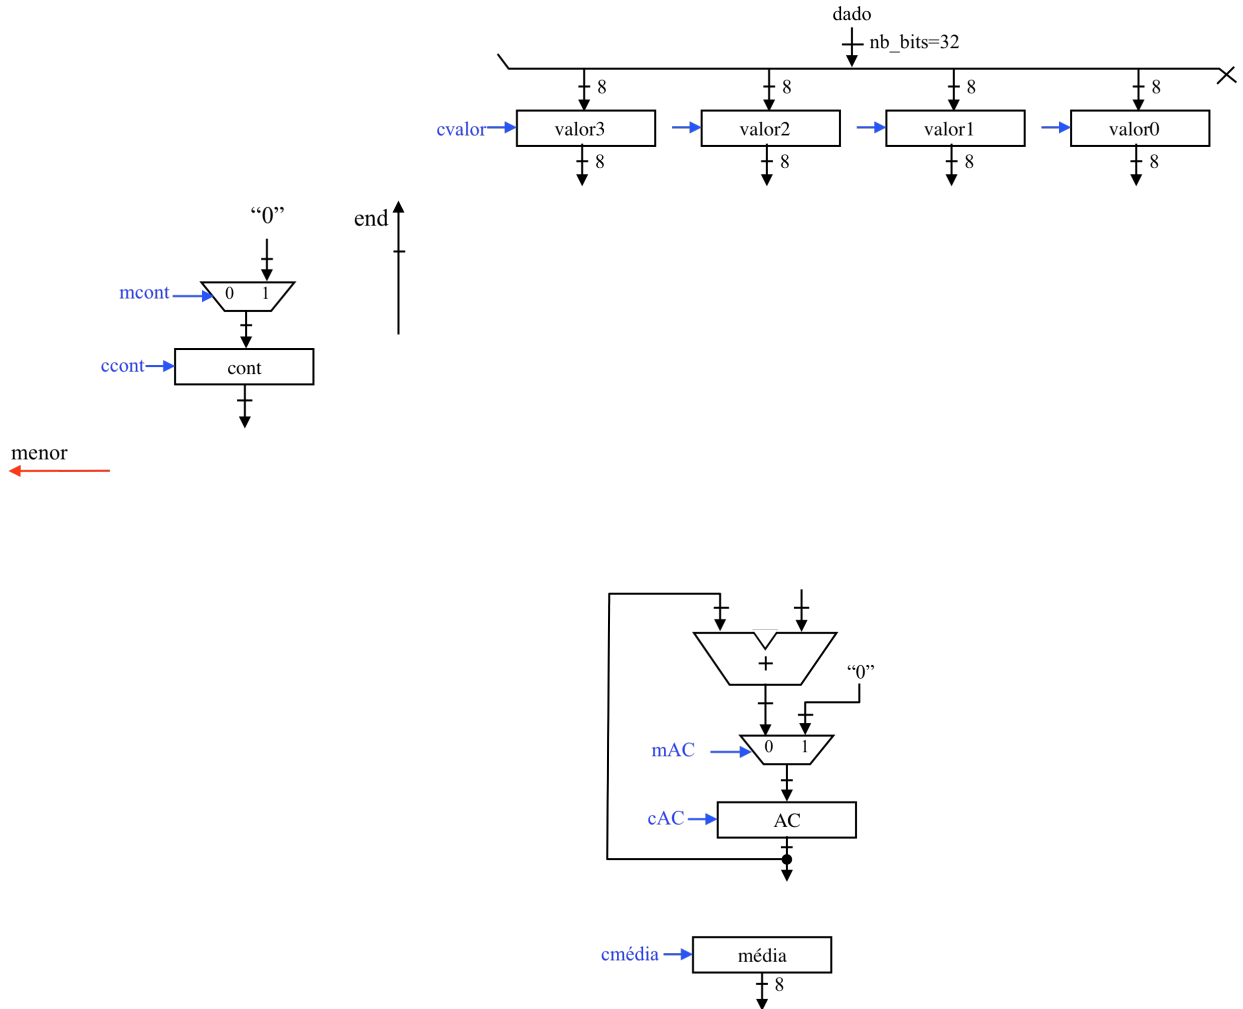 dado
nb_bits=32
8 8 8 8
cvalor valor3 valor2 valor1 valor0
8 8 8 8
“0”
end
mcont 0 1
ccont cont
menor
+
“0”
mAC 0 1
cAC AC
cmédia média
8